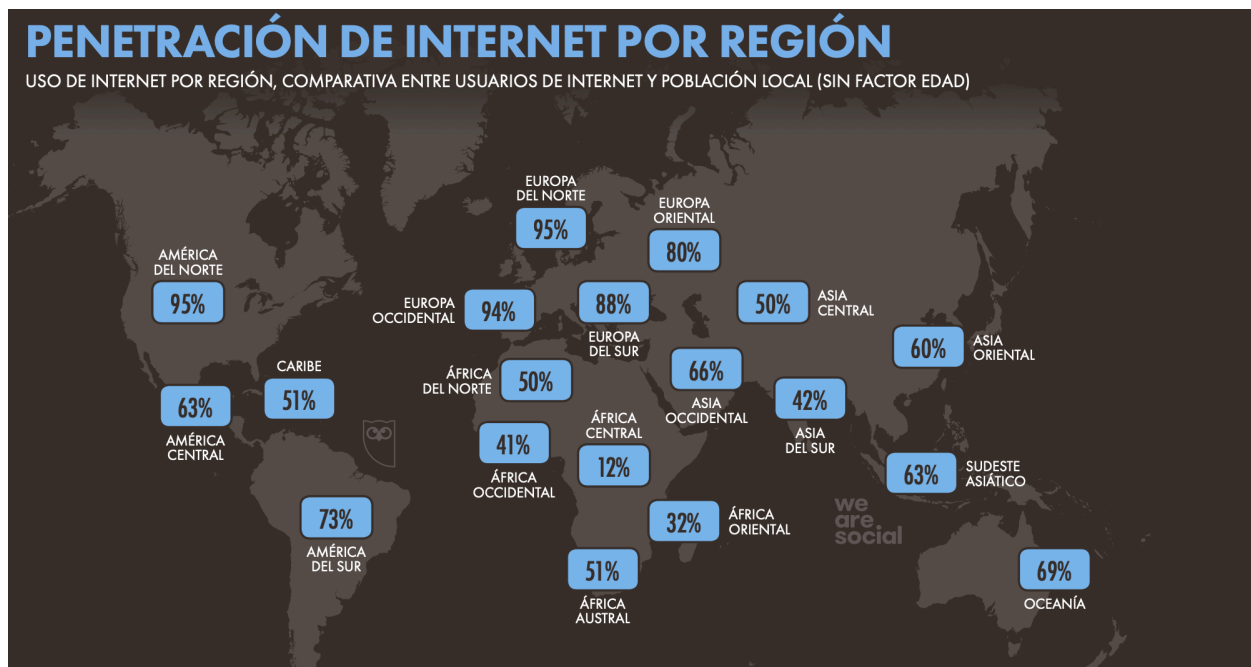 PENETRACIÓN DE INTERNET POR REGIÓN
USO DE INTERNET POR REGIÓN, COMPARATIVA ENTRE USUARIOS DE INTERNET Y POBLACIÓN LOCAL (SIN FACTOR EDAD)
EUROPA
DEL NORTE
95%
EUROPA
ORIENTAL
80%
AMÉRICA
DEL NORTE
95%
EUROPA
OCCIDENTAL
94%
88%
EUROPA
DEL SUR
50%
ASIA
CENTRAL
60%
ASIA
ORIENTAL
CARIBE
51%
63%
AMÉRICA
CENTRAL
ÁFRICA
DEL NORTE
50%
66%
ASIA
OCCIDENTAL
42%
ASIA
DEL SUR
41%
ÁFRICA
OCCIDENTAL
ÁFRICA
CENTRAL
12%
63%
SUDESTE
ASIÁTICO
73%
AMÉRICA
DEL SUR
32%
ÁFRICA
ORIENTAL
we
are
social
51%
ÁFRICA
AUSTRAL
69%
OCEANÍA